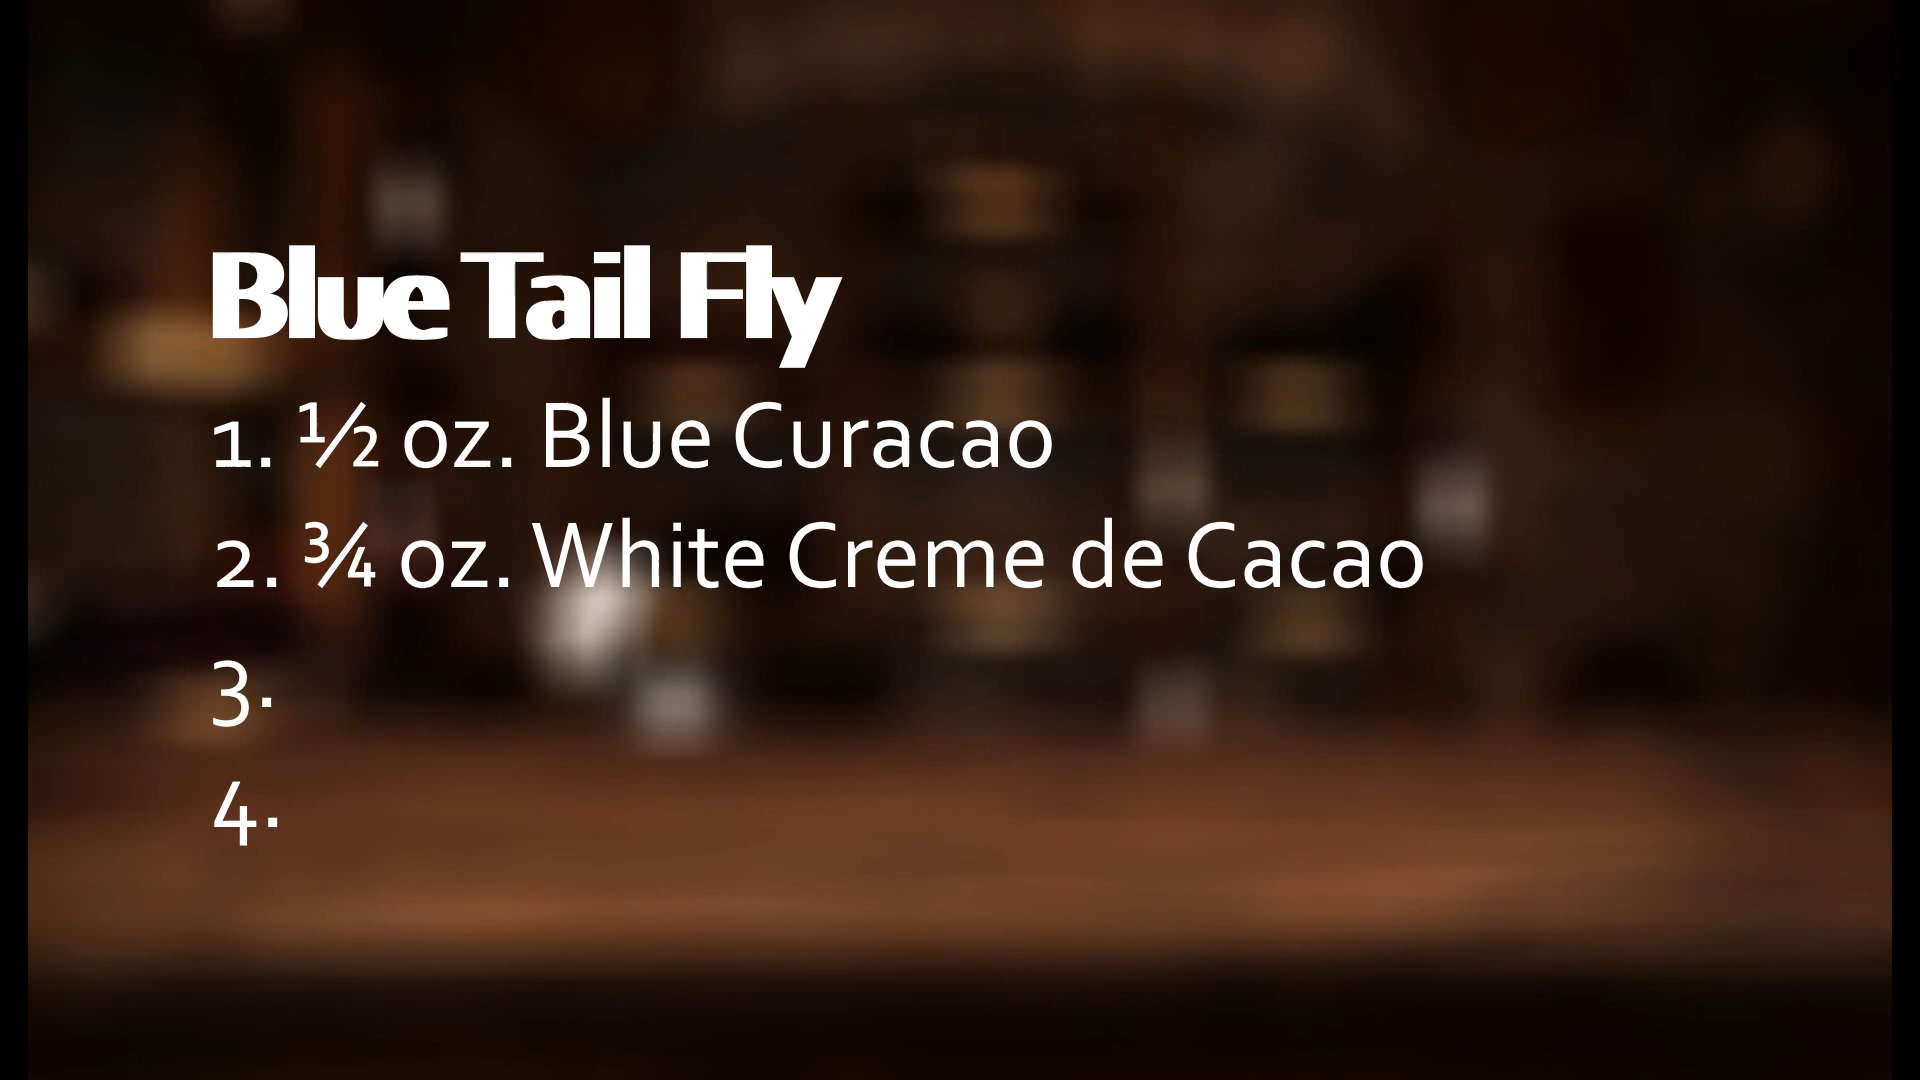 Blue Tail Fly
1. ½ oz. Blue Curacao
2. ¾ oz. White Creme de Cacao
3.
4.